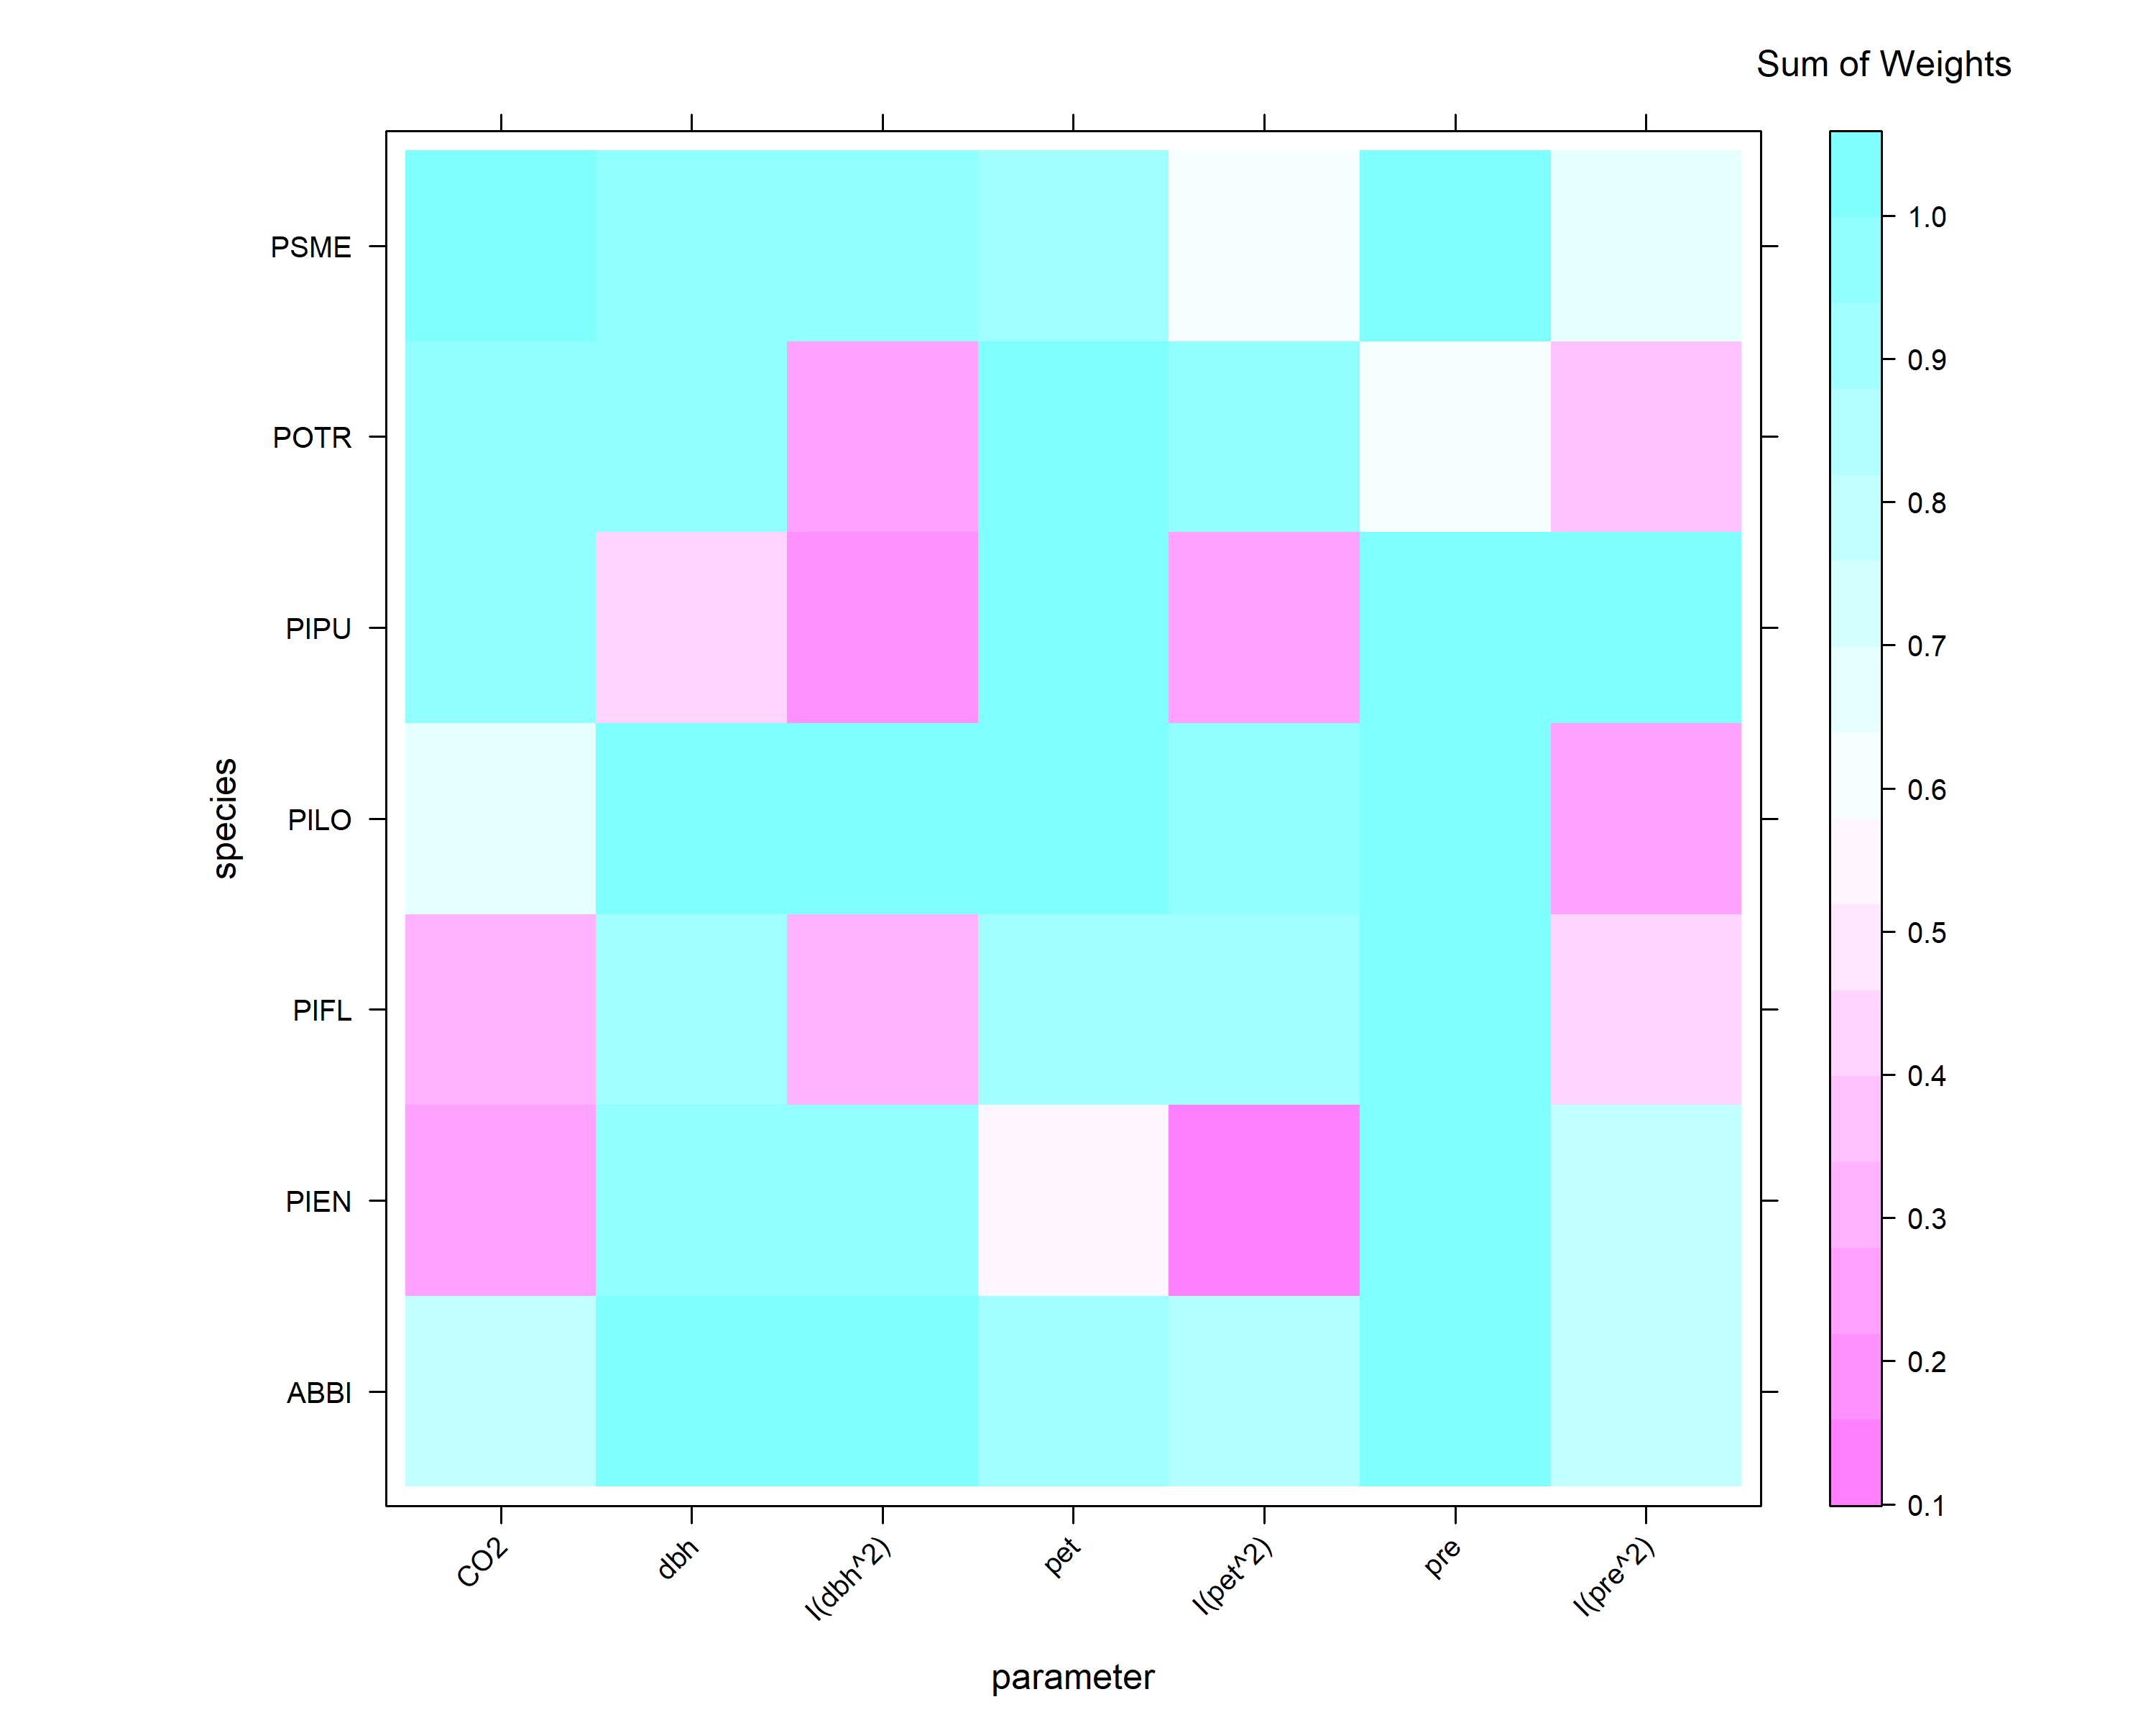 Sum of Weights
PSME
POTR
PIPU
PILO
PIFL
PIEN
ABBI
species
1.0
0.9
0.8
0.7
0.6
0.5
0.4
0.3
0.2
0.1
CO2
dbh
I(dbh^2)
pet
I(pet^2)
pre
I(pre^2)
parameter